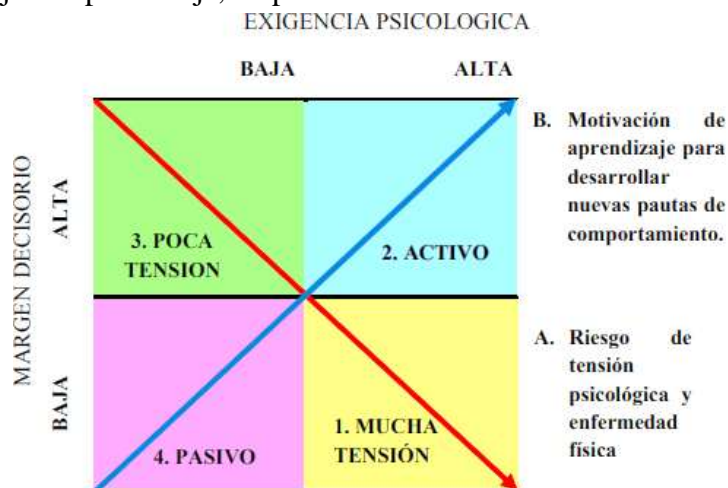 EXIGENCIA PSICOLOGICA
BAJA ALTA
MARGEN DECISORIO
ALTA
BAJA
3. POCA
TENSION
2. ACTIVO
4. PASIVO
1. MUCHA
TENSIÓN
B. Motivación de
aprendizaje para
desarrollar
nuevas pautas de
comportamiento.
A. Riesgo de
tensión
psicológica y
enfermedad
física